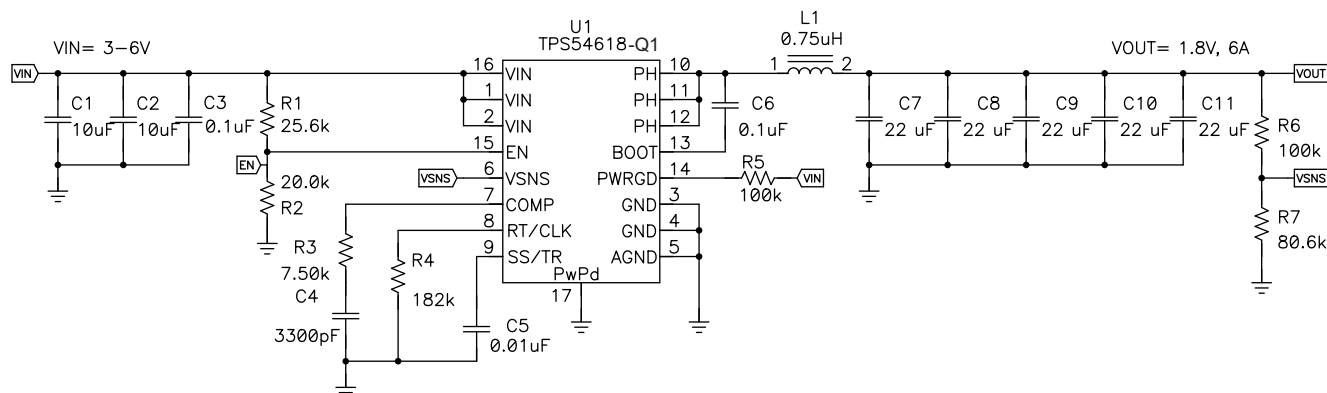 VIN= 3-6V
VIN
C1
10uF
C2
10uF
C3
0.1uF
R1
25.6k
EN
20.0k
R2
U1
TPS54618-Q1
16 VIN
1 VIN
2 VIN
15 EN
VSNS 6 VSNS
7 COMP
8 RT/CLK
9 SS/TR
PwPd
17
PH 10
PH 11
PH 12
BOOT 13
PWRGD 14
GND 3
GND 4
AGND 5
R3
7.50k
C4
3300pF
R4
182k
C5
0.01uF
L1
0.75uH
1 2
C6
0.1uF
R5
100k
VIN
VOUT= 1.8V, 6A
VOUT
C7
22 uF
C8
22 uF
C9
22 uF
C10
22 uF
C11
22 uF
R6
100k
VSNS
R7
80.6k